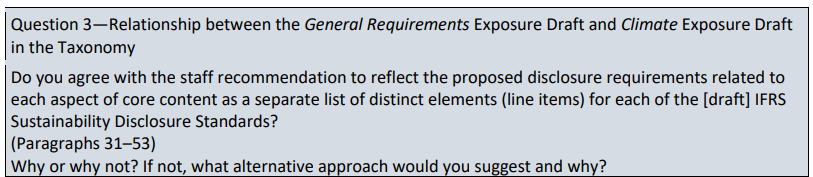 Question 3—Relationship between the General Requirements Exposure Draft and Climate Exposure Draft
in the Taxonomy
Do you agree with the staff recommendation to reflect the proposed disclosure requirements related to
each aspect of core content as a separate list of distinct elements (line items) for each of the [draft] IFRS
Sustainability Disclosure Standards?
(Paragraphs 31–53)
Why or why not? If not, what alternative approach would you suggest and why?